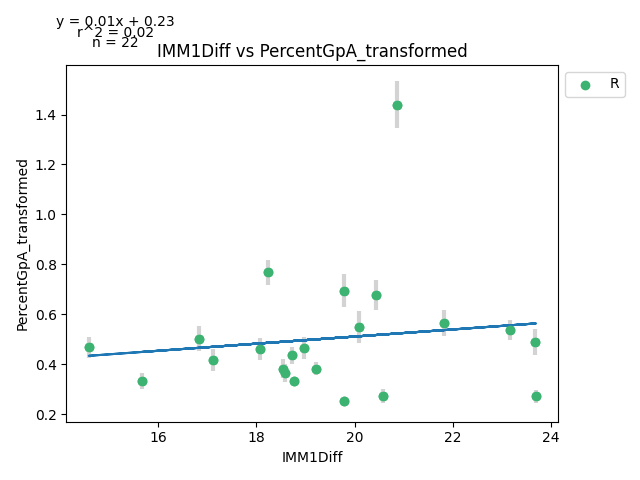 y = 0.01x + 0.23
r^2 = 0.02
n = 22
IMM1Diff vs PercentGpA_transformed
R
PercentGpA_transformed
1.4
1.2
1.0
0.8
0.6
0.4
0.2
16
18
20
22
24
IMM1Diff